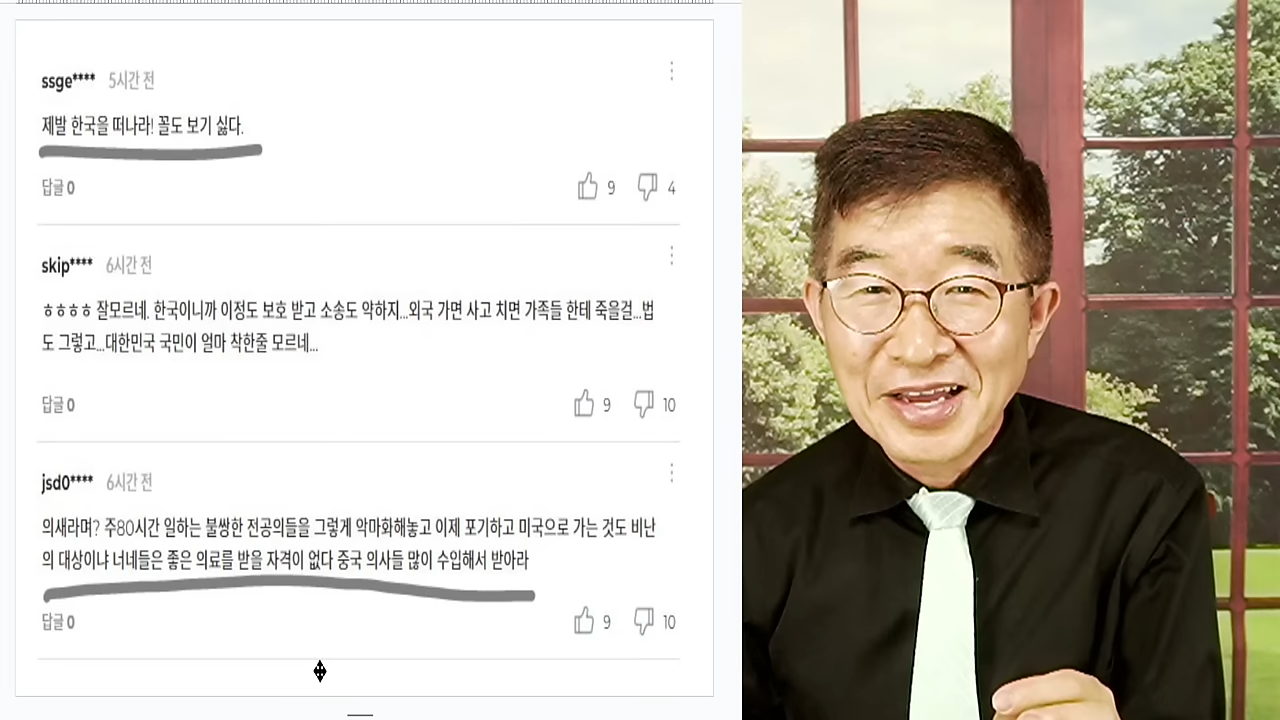 ssge**** 5시간 전
제발 한국을 떠나라! 꼴도 보기 싫다.
답글 0 9 4
skip**** 6시간 전
ㅎㅎㅎㅎ 잘모르네. 한국이니까 이정도 보호 받고 소송도 약하지...외국 가면 사고 치면 가족들 한테 죽을걸...법
도 그렇고...대한민국 국민이 얼마 착한줄 모르네...
답글 0 9 10
jsd0**** 6시간 전
의새라며? 주80시간 일하는 불쌍한 전공의들을 그렇게 악마화해놓고 이제 포기하고 미국으로 가는 것도 비난
의 대상이냐 너네들은 좋은 의료를 받을 자격이 없다 중국 의사들 많이 수입해서 받아라
답글 0 9 10